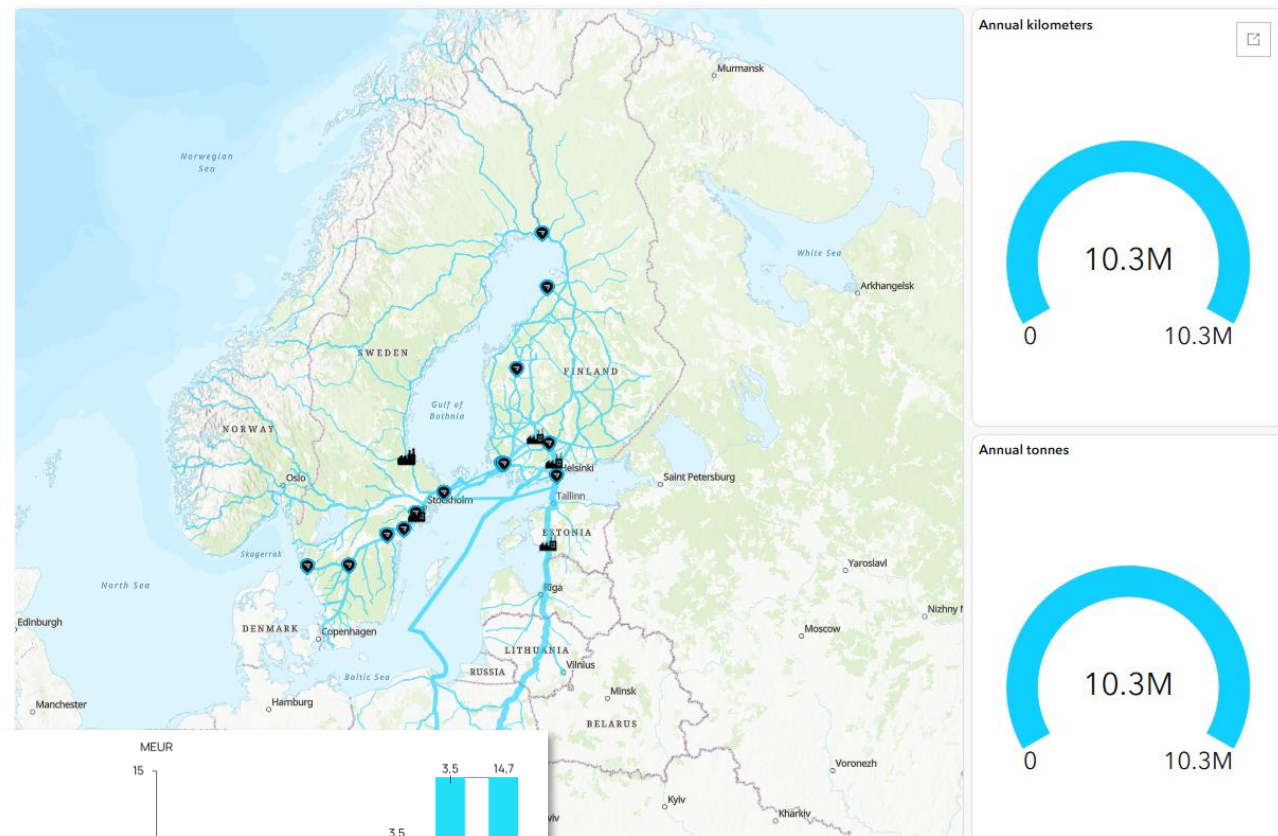 Annual kilometers
10.3M
0
10.3M
Annual tonnes
10.3M
0
10.3M
Murmansk
Norwegian
Sea
White Sea
Arkhangelsk
SWEDEN
FINLAND
Gulf of
Bothnia
NORWAY
Oslo
Helsinki
Saint Petersburg
Stockholm
Tallinn
ESTONIA
Skagerrak
North Sea
Riga
Yaroslavl
Edinburgh
Nizhny
DENMARK
Copenhagen
Moscow
LITHUANIA
Baltic Sea
RUSSIA
Vilnius
Manchester
Hamburg
Minsk
BELARUS
Voronezh
Kyiv
Kharkiv
MEUR
15
3,5
14,7
3,5